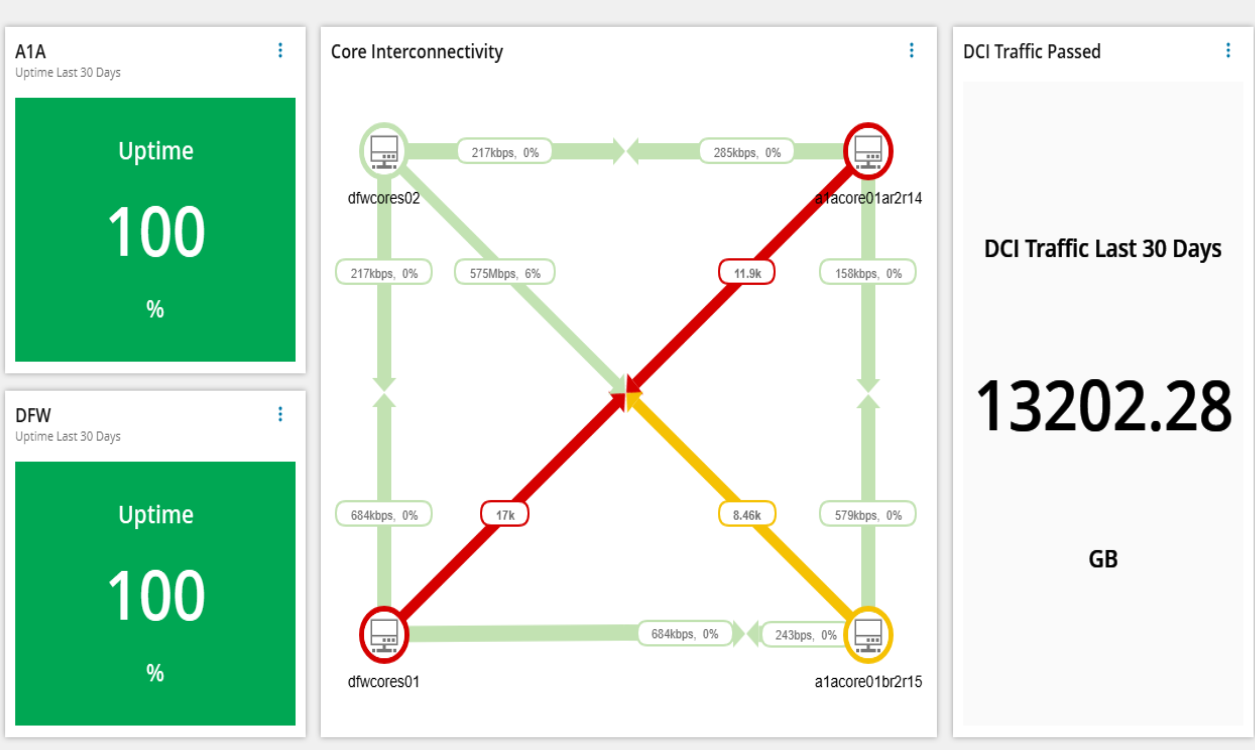 A1A
Uptime Last 30 Days
Uptime
100
%
DFW
Uptime Last 30 Days
Uptime
100
%
Core Interconnectivity
217kbps, 0%
285kbps, 0%
dfwcores02
a1acore01ar2r14
217kbps, 0%
575Mbps, 6%
11.9k
158kbps, 0%
684kbps, 0%
17k
8.46k
579kbps, 0%
684kbps, 0%
243bps, 0%
dfwcores01
a1acore01br2r15
DCI Traffic Passed
DCI Traffic Last 30 Days
13202.28
GB